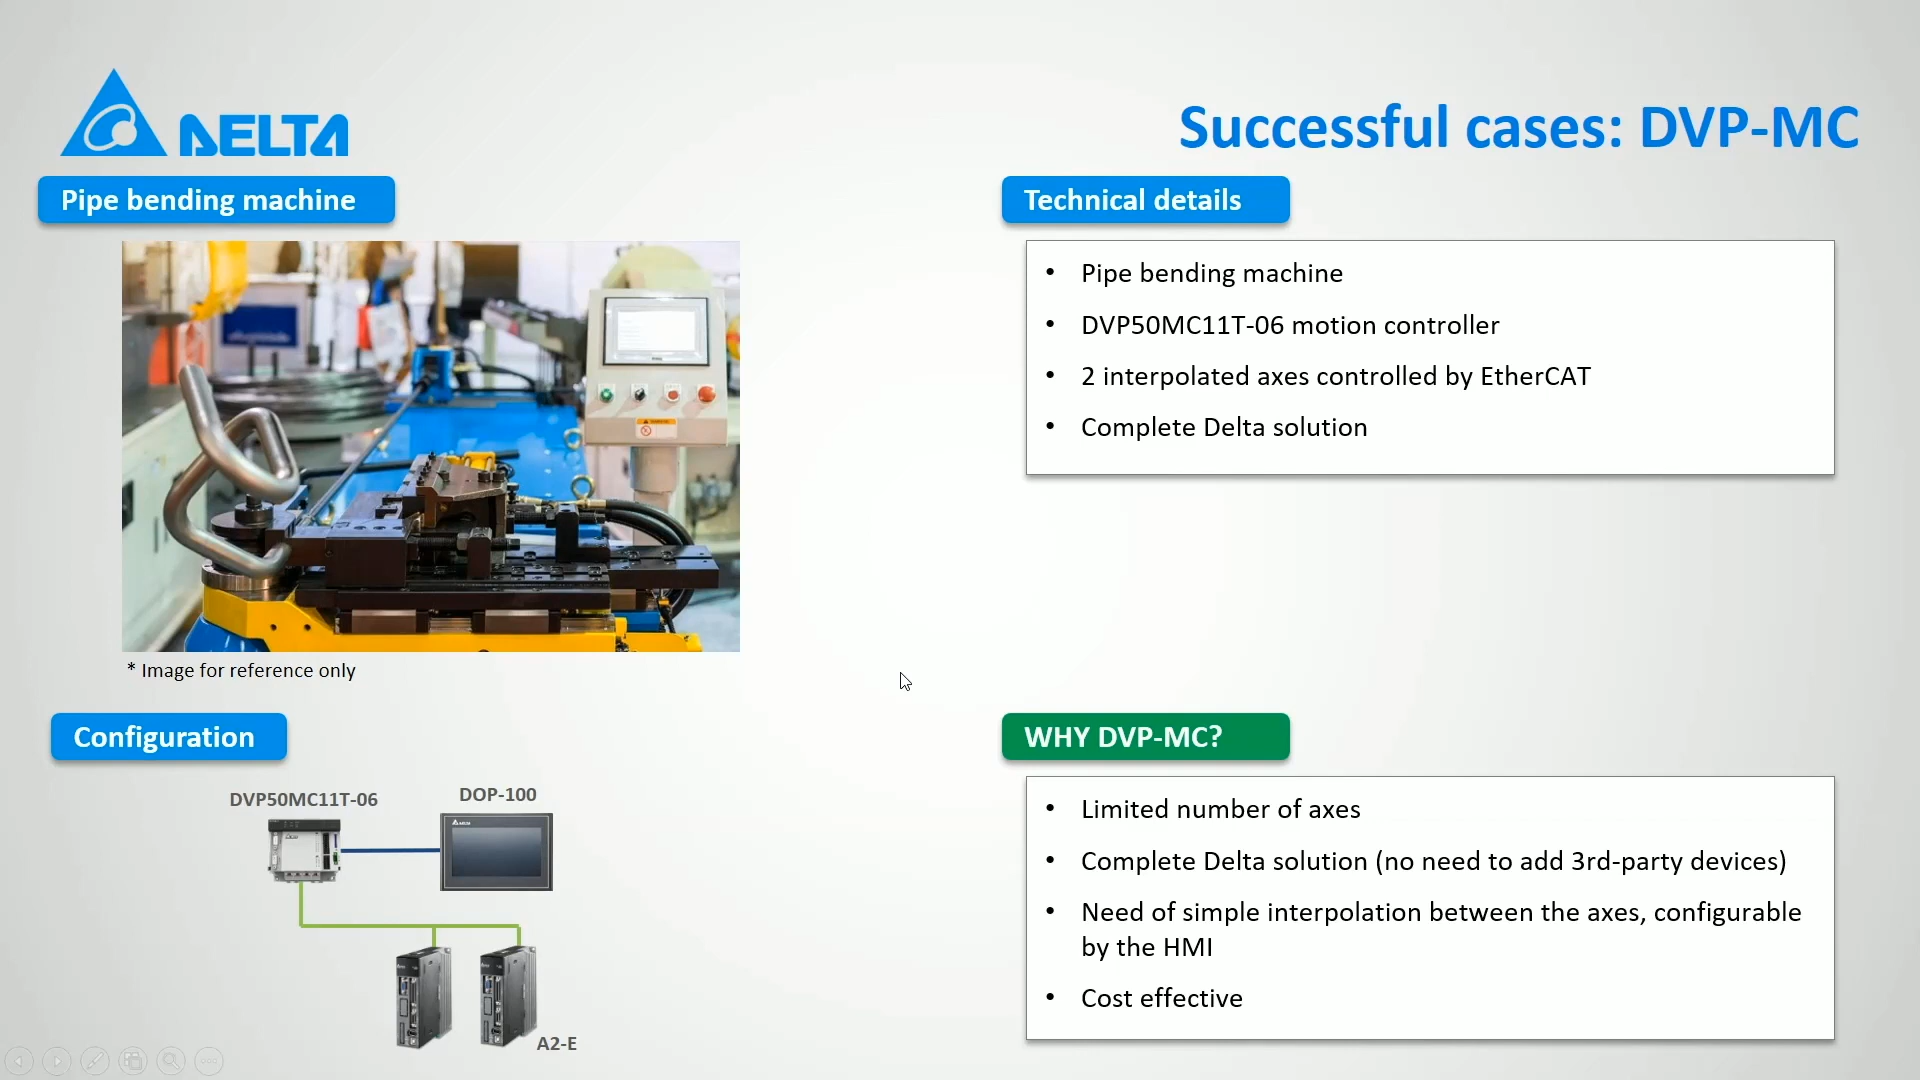 DELTA
Successful cases: DVP-MC
Pipe bending machine
* Image for reference only
Technical details
• Pipe bending machine
• DVP50MC11T-06 motion controller
• 2 interpolated axes controlled by EtherCAT
• Complete Delta solution
Configuration
DVP50MC11T-06
DOP-100
A2-E
WHY DVP-MC?
• Limited number of axes
• Complete Delta solution (no need to add 3rd-party devices)
• Need of simple interpolation between the axes, configurable
by the HMI
• Cost effective